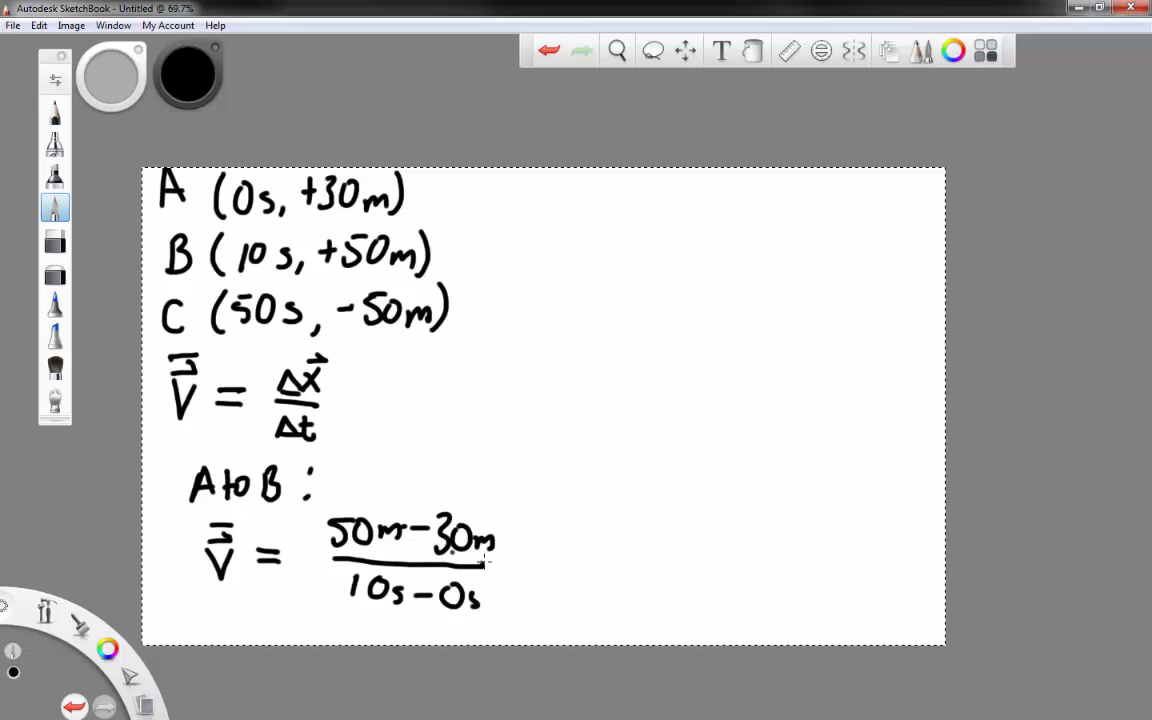 Autodesk SketchBook - Untitled @ 69.7%
File Edit Image Window My Account Help
T
A (0s, +30m)
B (10s, +50m)
C (50s, -50m)
V = Δx
Δt
A to B :
V = 50m - 30m
10s - 0s